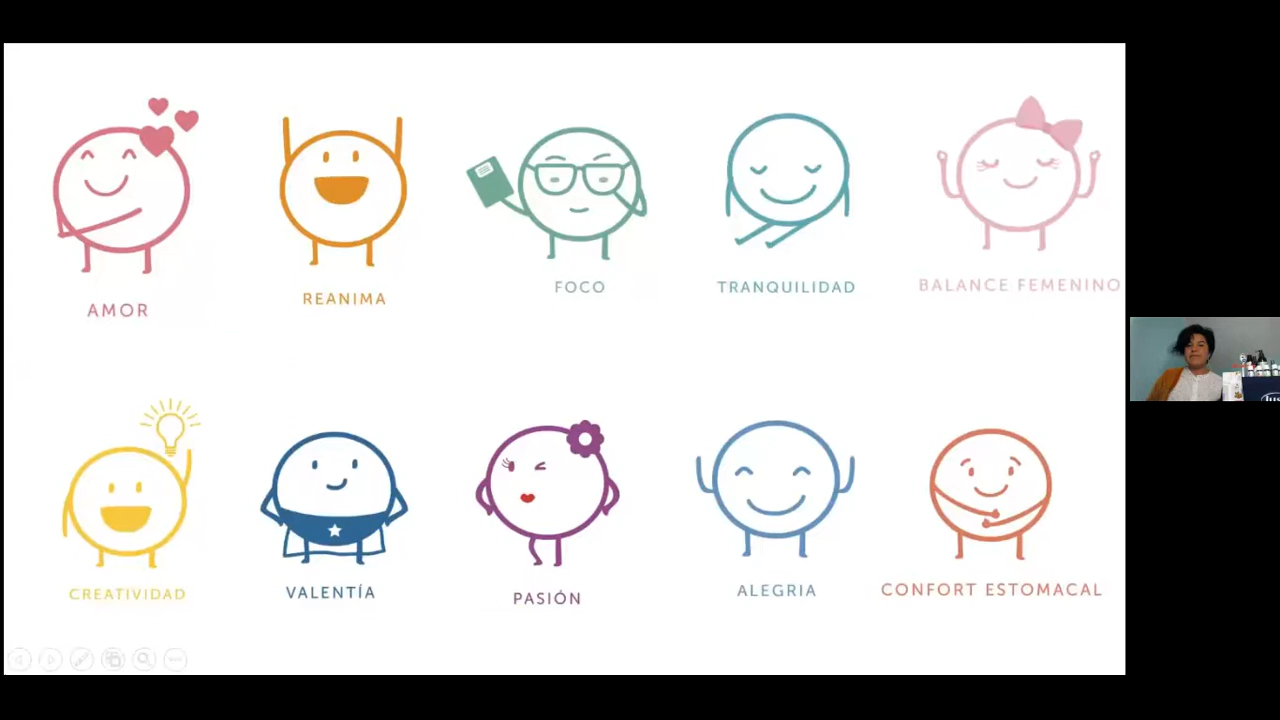 AMOR
REANIMA
FOCO
TRANQUILIDAD
BALANCE FEMENINO
CREATIVIDAD
VALENTÍA
PASIÓN
ALEGRIA
CONFORT ESTOMACAL